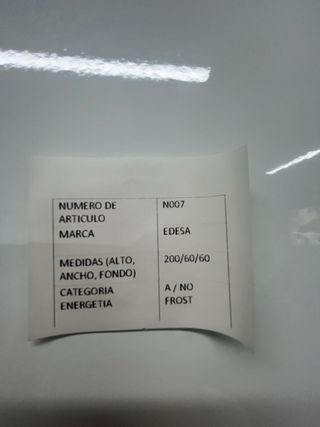 NUMERO DE ARTICULO N007
MARCA EDESA
MEDIDAS (ALTO, 200/60/60
ANCHO, FONDO)
CATEGORIA A / NO
ENERGETIA FROST